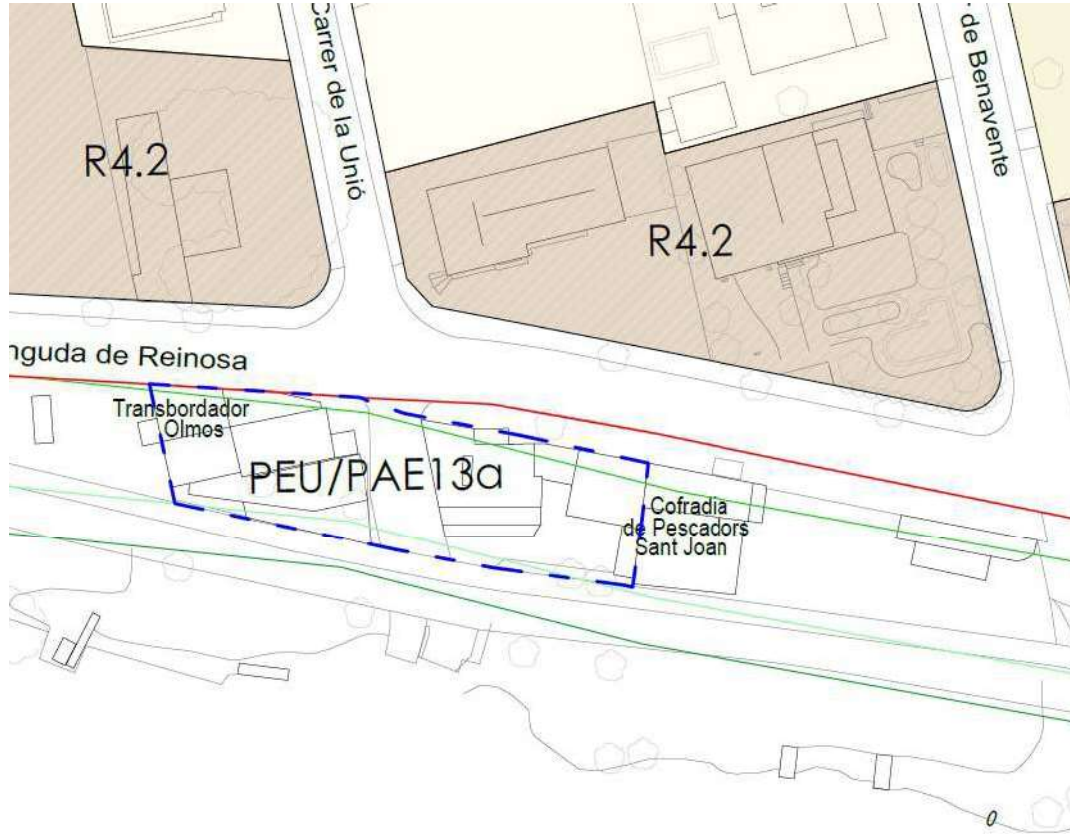 Carrer de la Unió
de Benavente
R4.2
R4.2
nguda de Reinosa
Transbordador
Olmos
PEU/PAE13a
Cofradia
de Pescadors
Sant Joan
0